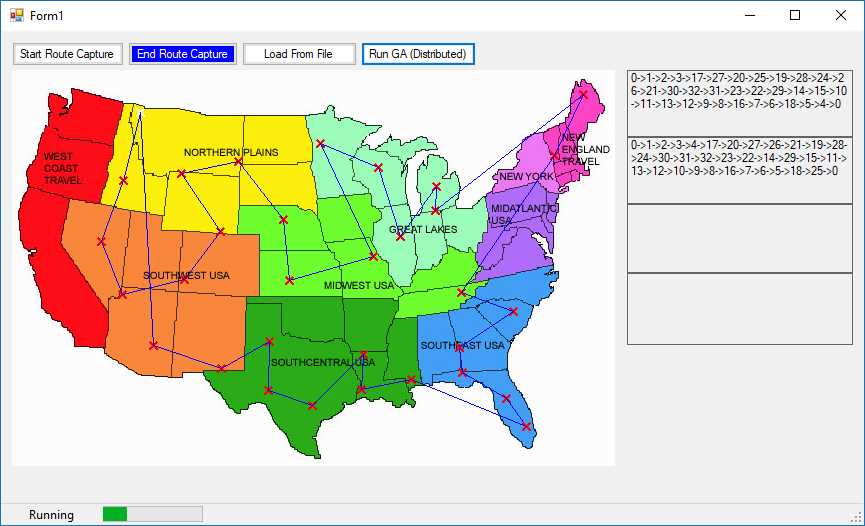 Form1
Start Route Capture
End Route Capture
Load From File
Run GA (Distributed)
0->1->2->3->17->27->20->25->19->28->24->2
6->21->30->32->31->23->22->29->14->15->10
->11->13->12->9->8->16->7->6->18->5->4->0
0->1->2->3->4->17->20->27->26->21->19->28-
>24->30->31->32->23->22->14->29->15->11->
13->12->10->9->8->16->7->6->5->18->25->0
WEST
COAST
TRAVEL
NORTHERN PLAINS
NEW
ENGLAND
TRAVEL
NEW YORK
MIDATLANTIC
USA
GREAT LAKES
SOUTHWEST USA
MIDWEST USA
SOUTHEAST USA
SOUTHCENTRAL USA
Running